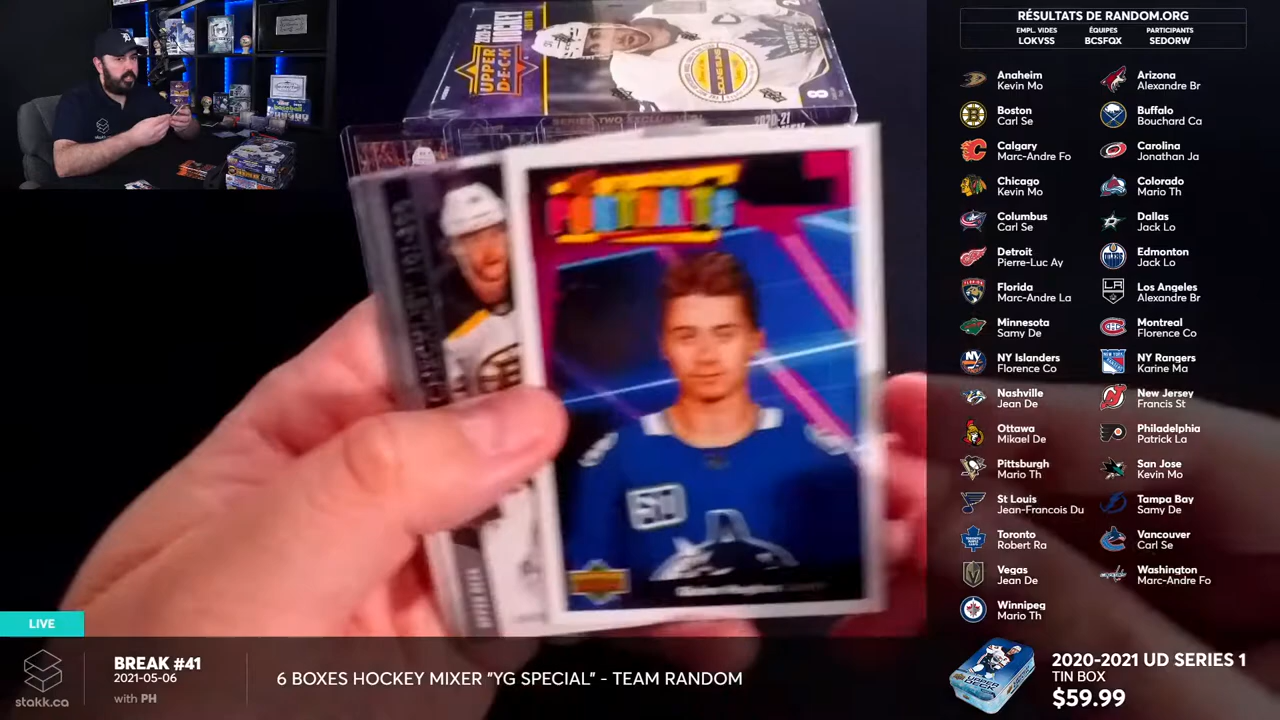 RÉSULTATS DE RANDOM.ORG
EMPL. VIDES
LOKVSS
ÉQUIPES
BCSFQX
PARTICIPANTS
SEDORW
Anaheim
Kevin Mo
Arizona
Alexandre Br
Boston
Carl Se
Buffalo
Bouchard Ca
Calgary
Marc-Andre Fo
Carolina
Jonathan Ja
Chicago
Kevin Mo
Colorado
Mario Th
Columbus
Carl Se
Dallas
Jack Lo
Detroit
Pierre-Luc Ay
Edmonton
Jack Lo
Florida
Marc-Andre La
Los Angeles
Alexandre Br
Minnesota
Samy De
Montreal
Florence Co
NY Islanders
Florence Co
NY Rangers
Karine Ma
Nashville
Jean De
New Jersey
Francis St
Ottawa
Mikael De
Philadelphia
Patrick La
Pittsburgh
Mario Th
San Jose
Kevin Mo
St Louis
Jean-Francois Du
Tampa Bay
Samy De
Toronto
Robert Ra
Vancouver
Carl Se
Vegas
Jean De
Washington
Marc-Andre Fo
Winnipeg
Mario Th
UPPER DECK
HOCKEY
2020-21
PORTRAITS
50
LIVE
stakk.ca
BREAK #41
2021-05-06
with PH
6 BOXES HOCKEY MIXER "YG SPECIAL" - TEAM RANDOM
2020-2021 UD SERIES 1
TIN BOX
$59.99